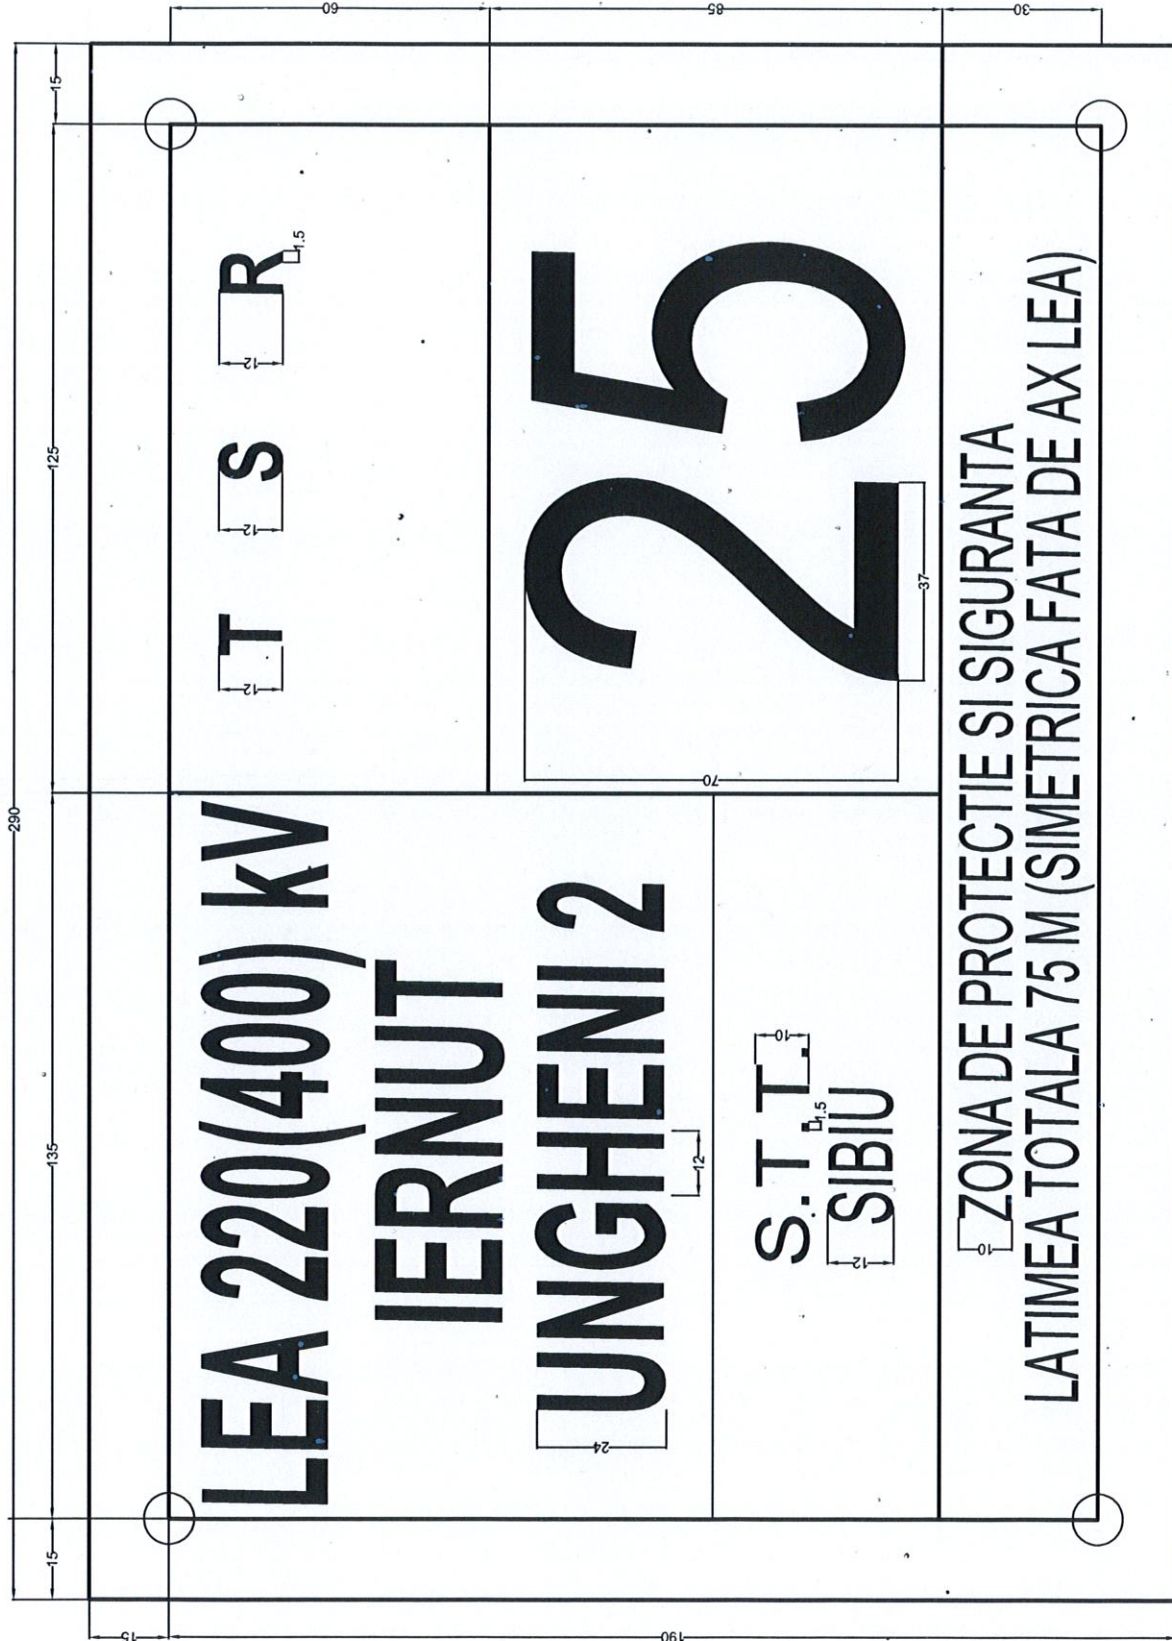 290
15
135
125
15
LEA 220(400) kV
IERNUT
UNGHENI 2
24
12
T S R
12
12
12
1.5
25
70
37
S.T.T.
10
1.5
SIBIU
12
ZONA DE PROTECTIE SI SIGURANTA
10
LATIMEA TOTALA 75 M (SIMETRICA FATA DE AX LEA)
15
190
60
85
30